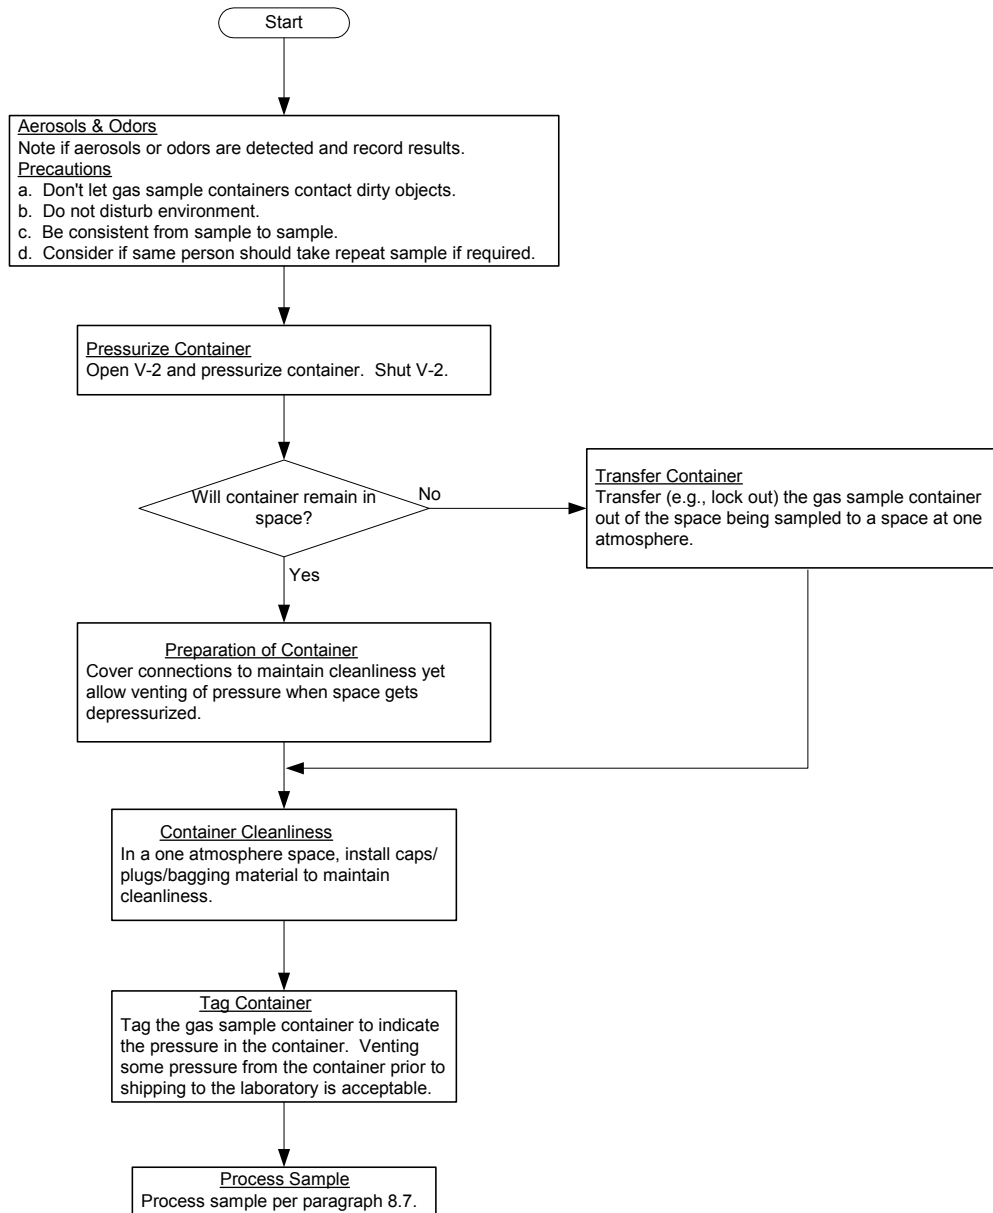 Start
Aerosols & Odors
Note if aerosols or odors are detected and record results.
Precautions
a.  Don't let gas sample containers contact dirty objects.
b.  Do not disturb environment.
c.  Be consistent from sample to sample.
d.  Consider if same person should take repeat sample if required.
Pressurize Container
Open V-2 and pressurize container.  Shut V-2.
Will container remain in
space?
No
Transfer Container
Transfer (e.g., lock out) the gas sample container
out of the space being sampled to a space at one
atmosphere.
Yes
Preparation of Container
Cover connections to maintain cleanliness yet
allow venting of pressure when space gets
depressurized.
Container Cleanliness
In a one atmosphere space, install caps/
plugs/bagging material to maintain
cleanliness.
Tag Container
Tag the gas sample container to indicate
the pressure in the container.  Venting
some pressure from the container prior to
shipping to the laboratory is acceptable.
Process Sample
Process sample per paragraph 8.7.